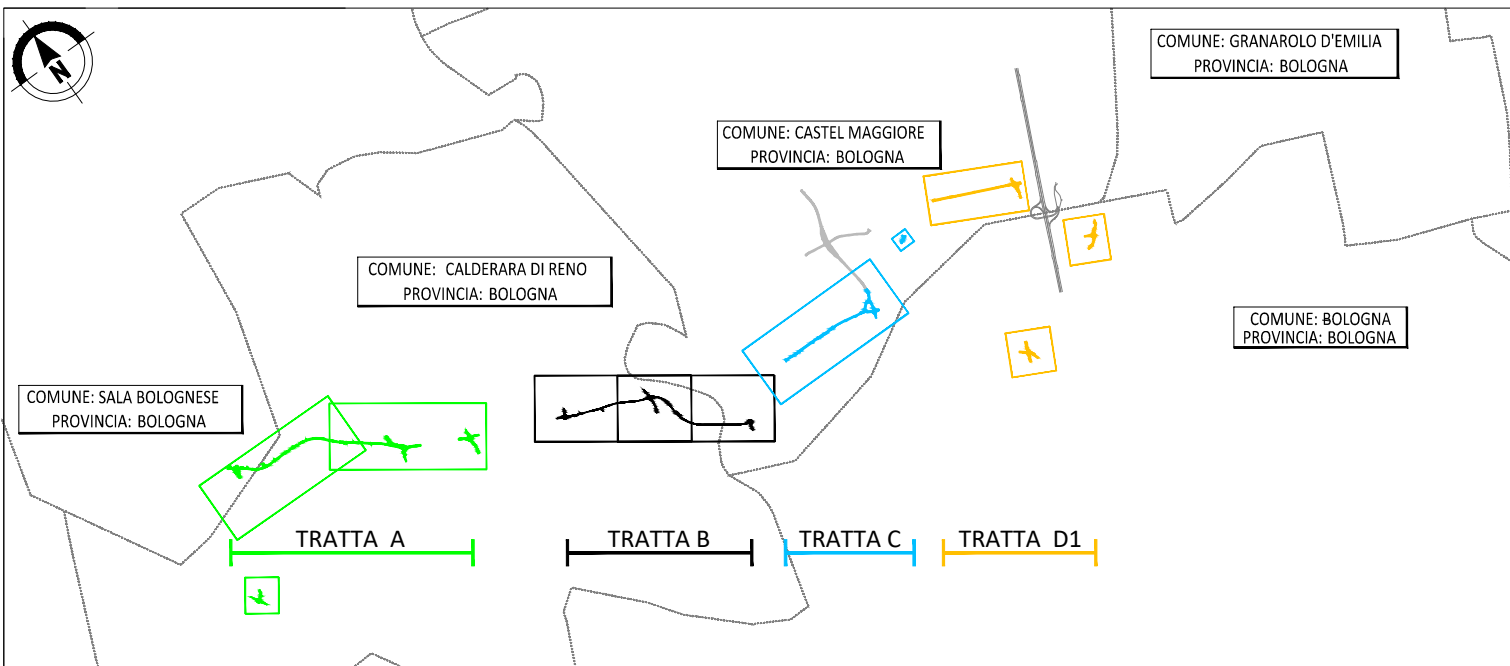 N
COMUNE: GRANAROLO D'EMILIA
PROVINCIA: BOLOGNA
COMUNE: CASTEL MAGGIORE
PROVINCIA: BOLOGNA
COMUNE: CALDERARA DI RENO
PROVINCIA: BOLOGNA
COMUNE: BOLOGNA
PROVINCIA: BOLOGNA
COMUNE: SALA BOLOGNESE
PROVINCIA: BOLOGNA
TRATTA A
TRATTA B
TRATTA C
TRATTA D1